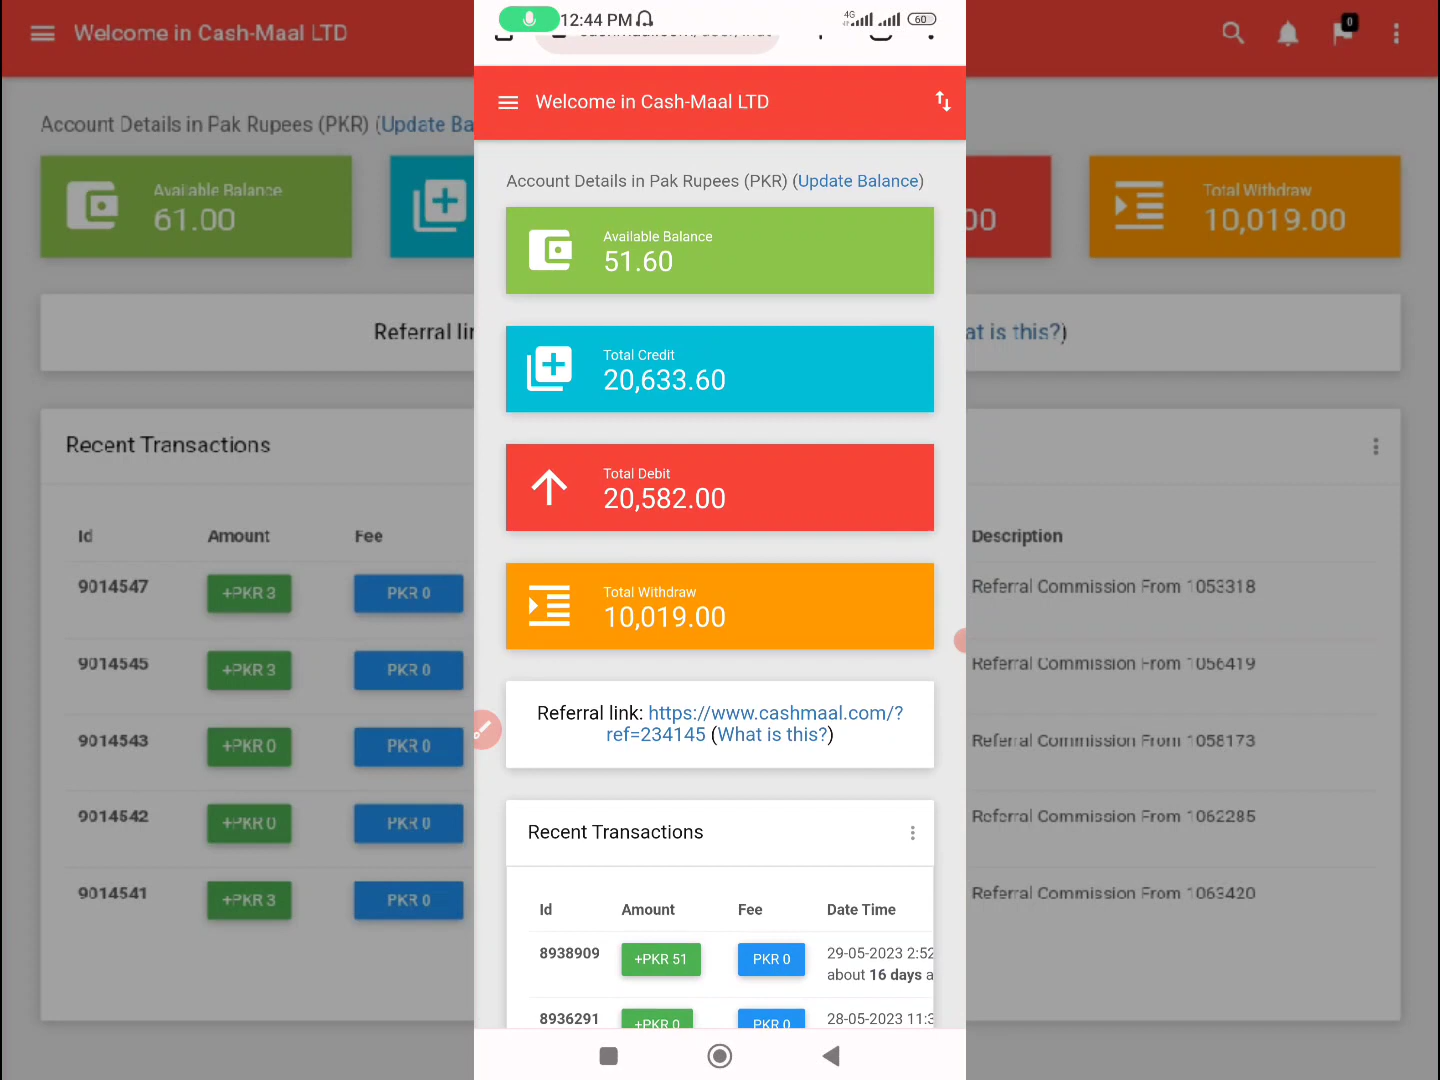 Welcome in Cash-Maal LTD
0
Account Details in Pak Rupees (PKR) (Update Ba
Available Balance
61.00
00
Total Withdraw
10,019.00
Referral lin
at is this?)
Recent Transactions
Id Amount Fee Description
9014547 +PKR 3 PKR 0 Referral Commission From 1053318
9014545 +PKR 3 PKR 0 Referral Commission From 1056419
9014543 +PKR 0 PKR 0 Referral Commission From 1058173
9014542 +PKR 0 PKR 0 Referral Commission From 1062285
9014541 +PKR 3 PKR 0 Referral Commission From 1063420
12:44 PM 4G 60
Welcome in Cash-Maal LTD
Account Details in Pak Rupees (PKR) (Update Balance)
Available Balance
51.60
Total Credit
20,633.60
Total Debit
20,582.00
Total Withdraw
10,019.00
Referral link: https://www.cashmaal.com/?
ref=234145 (What is this?)
Recent Transactions
Id Amount Fee Date Time
8938909 +PKR 51 PKR 0 29-05-2023 2:52
about 16 days a
8936291 +PKR 0 PKR 0 28-05-2023 11:3